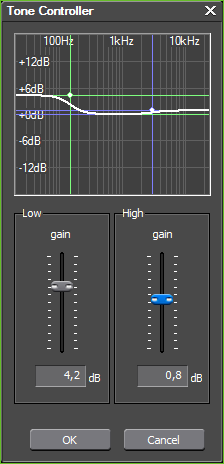 Tone Controller
100Hz 1kHz 10kHz
+12dB
+6dB
+0dB
-6dB
-12dB
Low
gain
4,2 dB
High
gain
0,8 dB
OK Cancel